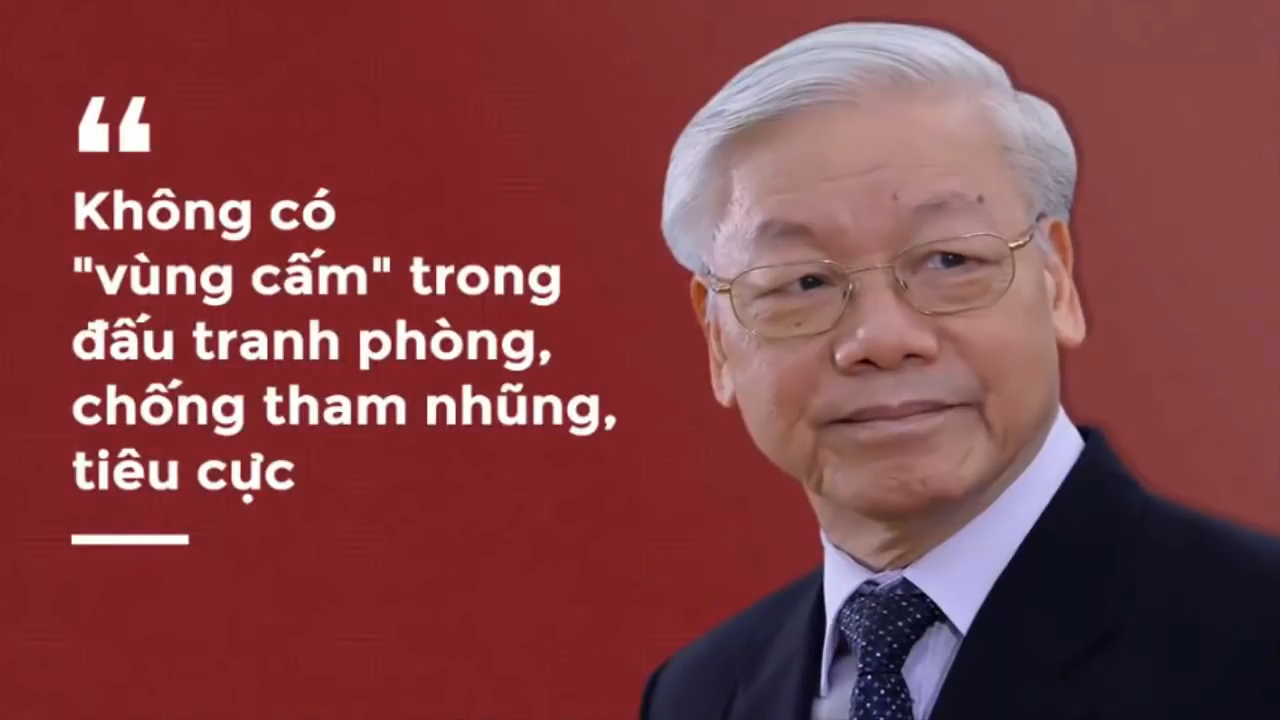 “
Không có
"vùng cấm" trong
đấu tranh phòng,
chống tham nhũng,
tiêu cực